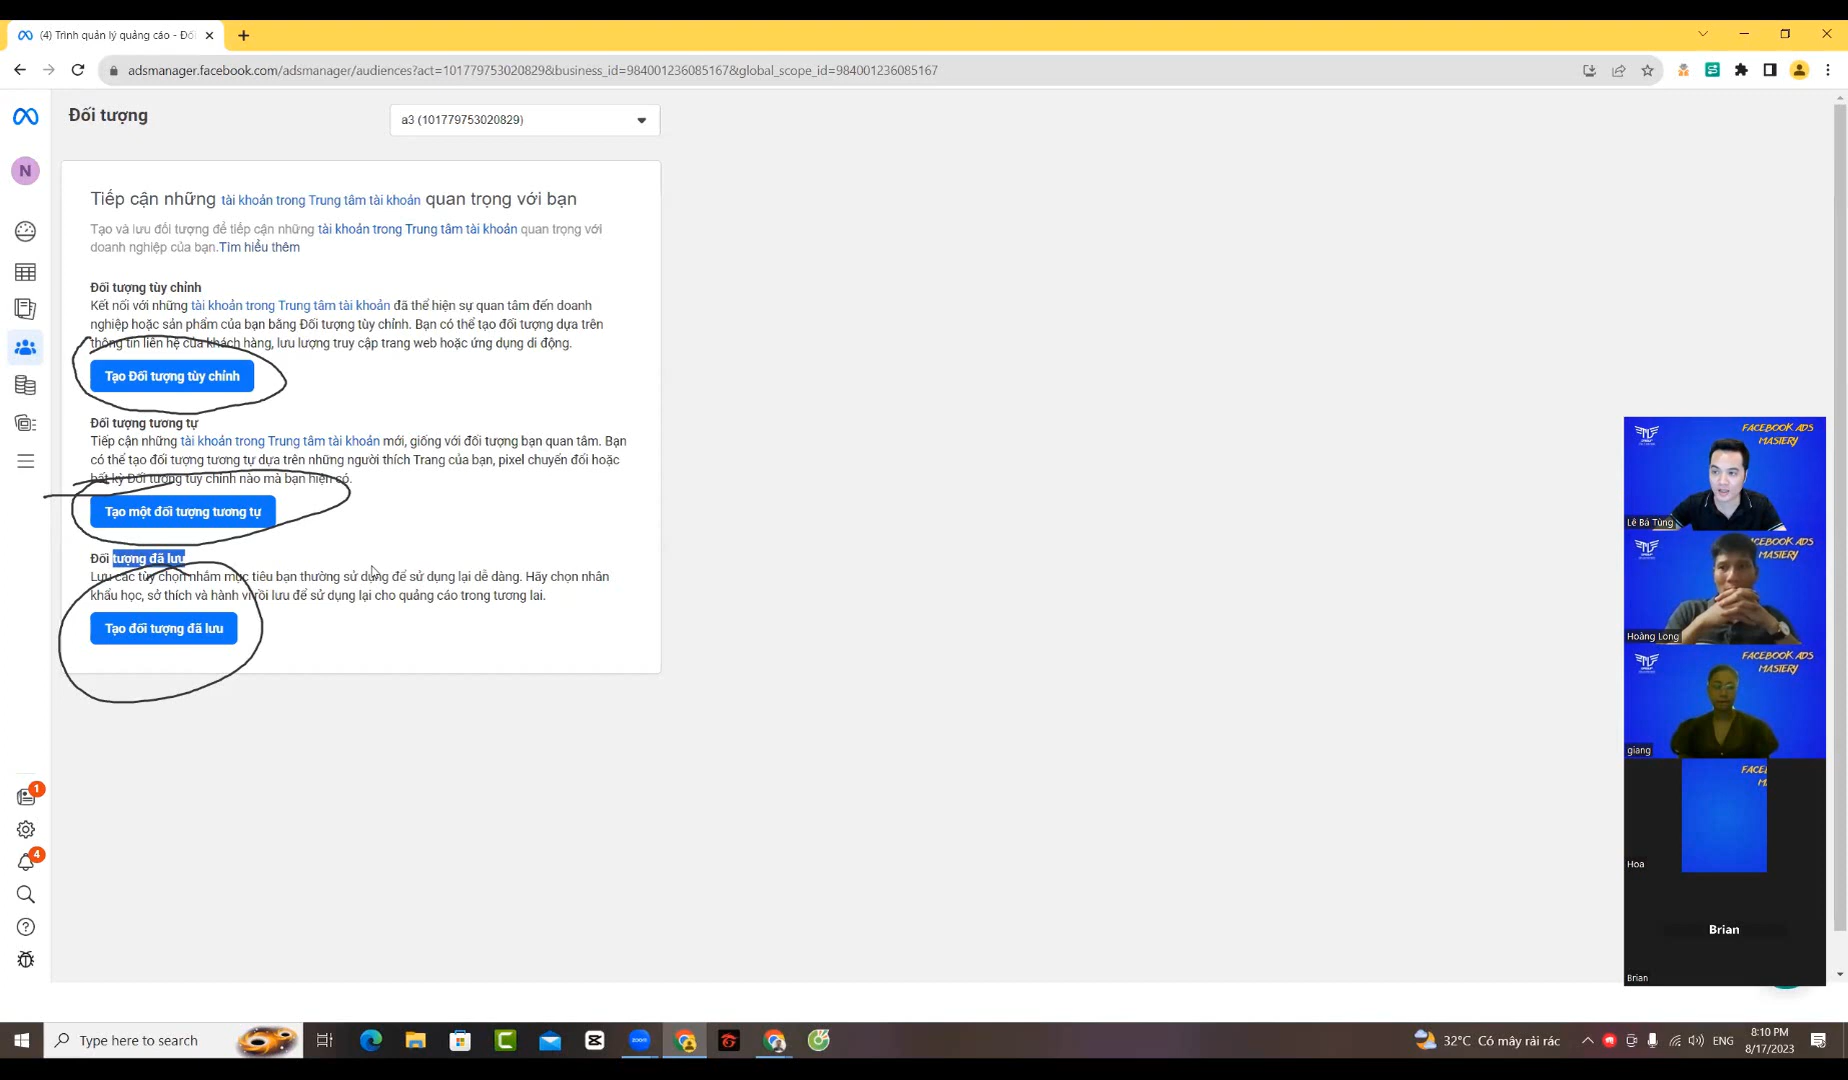 (4) Trình quản lý quảng cáo - Đố
adsmanager.facebook.com/adsmanager/audiences?act=101779753020829&business_id=984001236085167&global_scope_id=984001236085167
Đối tượng
a3 (101779753020829)
N
Tiếp cận những tài khoản trong Trung tâm tài khoản quan trọng với bạn
Tạo và lưu đối tượng để tiếp cận những tài khoản trong Trung tâm tài khoản quan trọng với
doanh nghiệp của bạn.Tìm hiểu thêm
Đối tượng tùy chỉnh
Kết nối với những tài khoản trong Trung tâm tài khoản đã thể hiện sự quan tâm đến doanh
nghiệp hoặc sản phẩm của bạn bằng Đối tượng tùy chỉnh. Bạn có thể tạo đối tượng dựa trên
thông tin liên hệ của khách hàng, lưu lượng truy cập trang web hoặc ứng dụng di động.
Tạo Đối tượng tùy chỉnh
Đối tượng tương tự
Tiếp cận những tài khoản trong Trung tâm tài khoản mới, giống với đối tượng bạn quan tâm. Bạn
có thể tạo đối tượng tương tự dựa trên những người thích Trang của bạn, pixel chuyển đổi hoặc
bất kỳ Đối tượng tùy chỉnh nào mà bạn hiện có.
Tạo một đối tượng tương tự
Đối tượng đã lưu
Lưu các tùy chọn nhắm mục tiêu bạn thường sử dụng để sử dụng lại dễ dàng. Hãy chọn nhân
khẩu học, sở thích và hành vi rồi lưu để sử dụng lại cho quảng cáo trong tương lai.
Tạo đối tượng đã lưu
1
4
FACEBOOK ADS
MASTERY
Lê Bá Tùng
FACEBOOK ADS
MASTERY
Hoàng Long
FACEBOOK ADS
MASTERY
giang
FACEB
M
Hoa
Brian
Brian
Type here to search
zoom
32°C Có mây rải rác
ENG
8:10 PM
8/17/2023